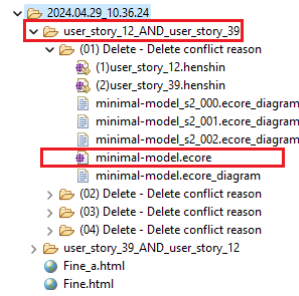 2024.04.29_10.36.24
user_story_12_AND_user_story_39
(01) Delete - Delete conflict reason
(1)user_story_12.henshin
(2)user_story_39.henshin
minimal-model_s2_000.ecore_diagram
minimal-model_s2_001.ecore_diagram
minimal-model_s2_002.ecore_diagram
minimal-model.ecore
minimal-model.ecore_diagram
(02) Delete - Delete conflict reason
(03) Delete - Delete conflict reason
(04) Delete - Delete conflict reason
user_story_39_AND_user_story_12
Fine_a.html
Fine.html